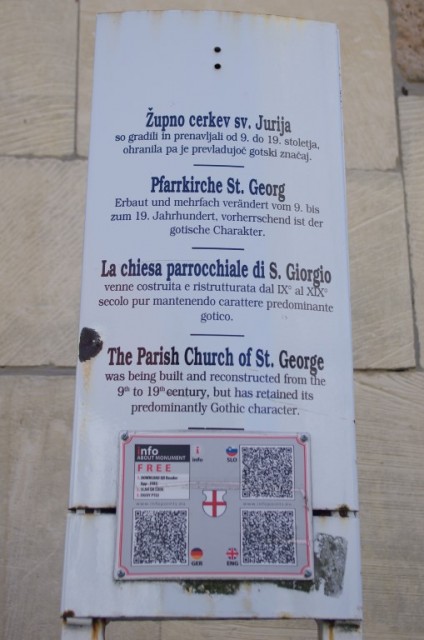 Župno cerkev sv. Jurija
so gradili in prenavljali od 9. do 19. stoletja,
ohranila pa je prevladujoč gotski značaj.
Pfarrkirche St. Georg
Erbaut und mehrfach verändert vom 9. bis
zum 19. Jahrhundert, vorherrschend ist der
gotische Charakter.
La chiesa parrocchiale di S. Giorgio
venne costruita e ristrutturata dal IX° al XIX°
secolo pur mantenendo carattere predominante
gotico.
The Parish Church of St. George
was being built and reconstructed from the
9th to 19th century, but has retained its
predominantly Gothic character.
info
ABOUT MONUMENT
FREE
i
info
SLO
GER
ENG